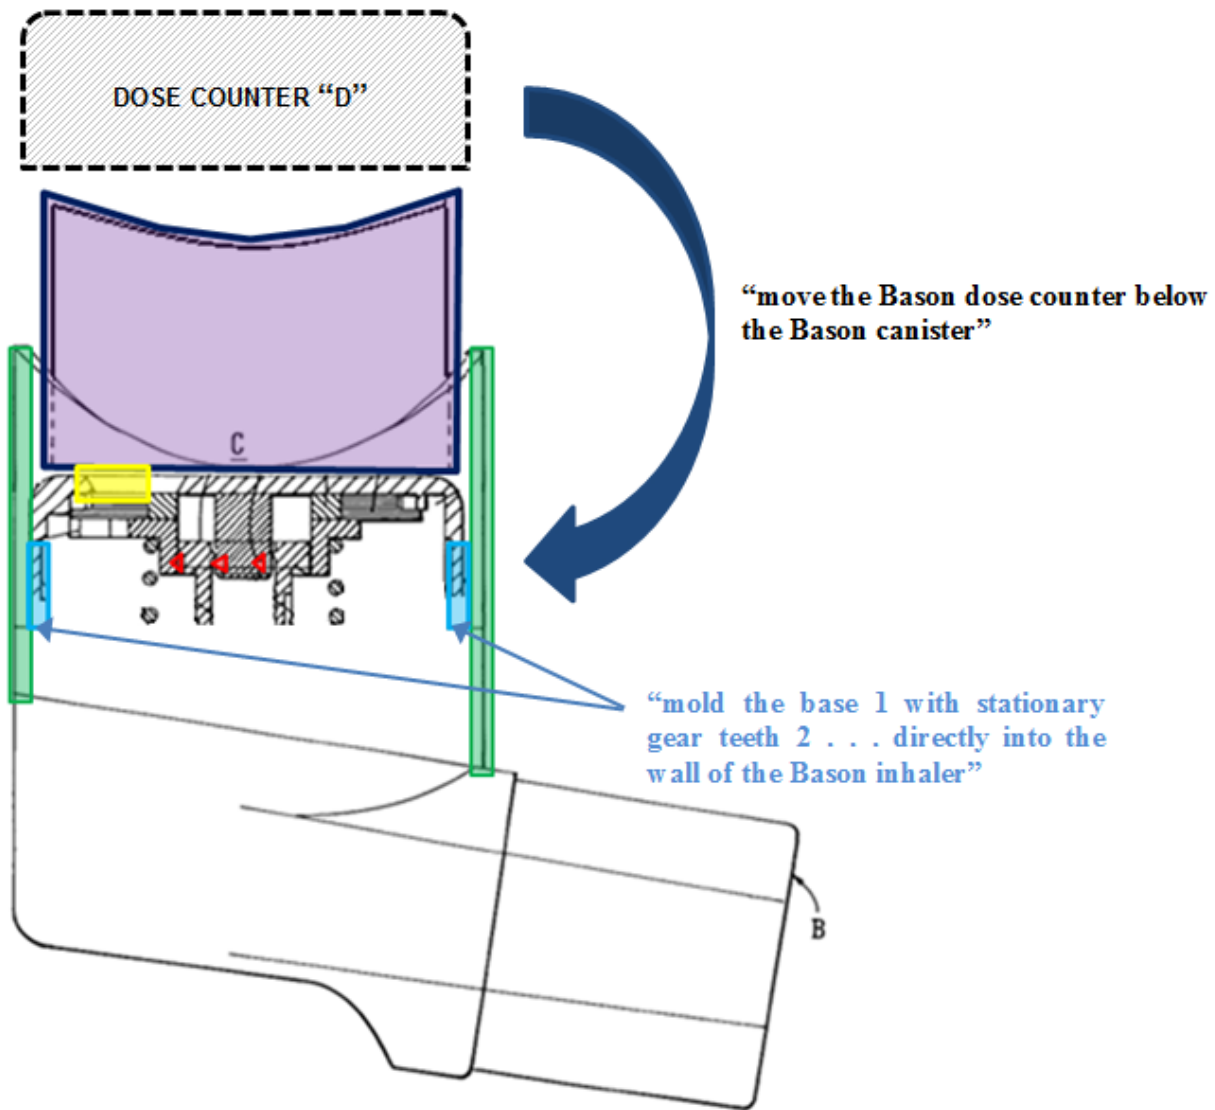 DOSE COUNTER “D”
“move the Bason dose counter below
the Bason canister”
C
“mold the base 1 with stationary
gear teeth 2 . . . directly into the
wall of the Bason inhaler”
B